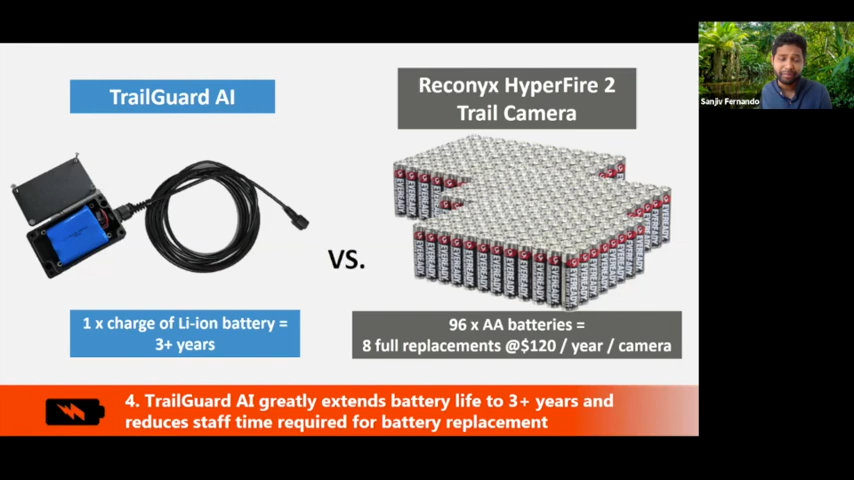 TrailGuard AI
Reconyx HyperFire 2
Trail Camera
Sanjiv Fernando
EVEREADY
VS.
1 x charge of Li-ion battery =
3+ years
96 x AA batteries =
8 full replacements @$120 / year / camera
4. TrailGuard AI greatly extends battery life to 3+ years and
reduces staff time required for battery replacement